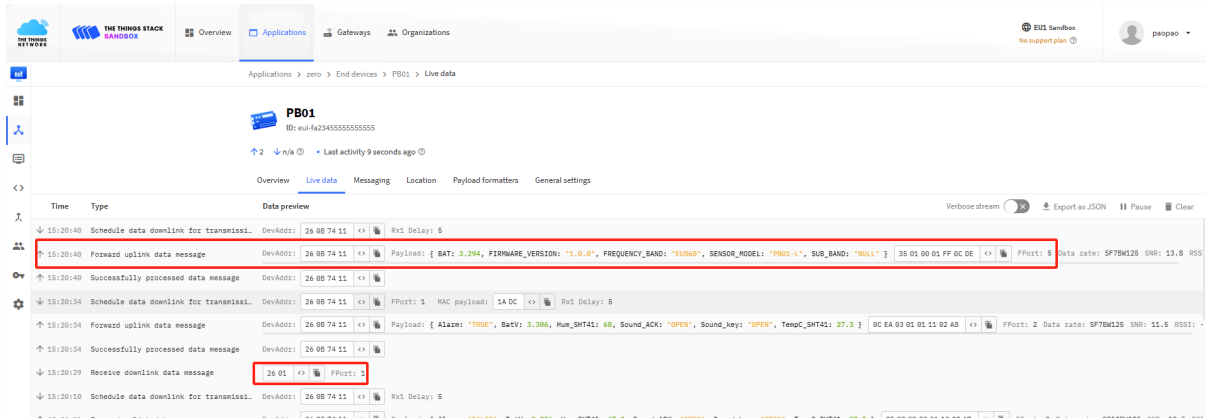 THE THINGS NETWORK
THE THINGS STACK
SANDBOX
Overview
Applications
Gateways
Organizations
EU1 Sandbox
No support plan
paopao
Applications > zero > End devices > PB01 > Live data
PB01
ID: eui-fa23455555555555
↑ 2 ↓ n/a • Last activity 9 seconds ago
Overview Live data Messaging Location Payload formatters General settings
Time Type Data preview Verbose stream Export as JSON Pause Clear
↓ 15:20:40 Schedule data downlink for transmissi… DevAddr: 26 0B 74 11 Rx1 Delay: 5
↑ 15:20:40 Forward uplink data message DevAddr: 26 0B 74 11 Payload: { BAT: 3.294, FIRMWARE_VERSION: "1.0.0", FREQUENCY_BAND: "EU868", SENSOR_MODEL: "PB01-L", SUB_BAND: "NULL" } 35 01 00 01 FF 0C DE FPort: 5 Data rate: SF7BW125 SNR: 13.8 RSS
↑ 15:20:40 Successfully processed data message DevAddr: 26 0B 74 11
↓ 15:20:34 Schedule data downlink for transmissi… DevAddr: 26 0B 74 11 FPort: 1 MAC payload: 1A DC Rx1 Delay: 5
↑ 15:20:34 Forward uplink data message DevAddr: 26 0B 74 11 Payload: { Alarm: "TRUE", BatV: 3.306, Hum_SHT41: 68, Sound_ACK: "OPEN", Sound_key: "OPEN", TempC_SHT41: 27.3 } 0C EA 03 01 01 11 02 A8 FPort: 2 Data rate: SF7BW125 SNR: 11.5 RSSI: -
↑ 15:20:34 Successfully processed data message DevAddr: 26 0B 74 11
↓ 15:20:29 Receive downlink data message 26 01 FPort: 1
↓ 15:20:10 Schedule data downlink for transmissi… DevAddr: 26 0B 74 11 Rx1 Delay: 5